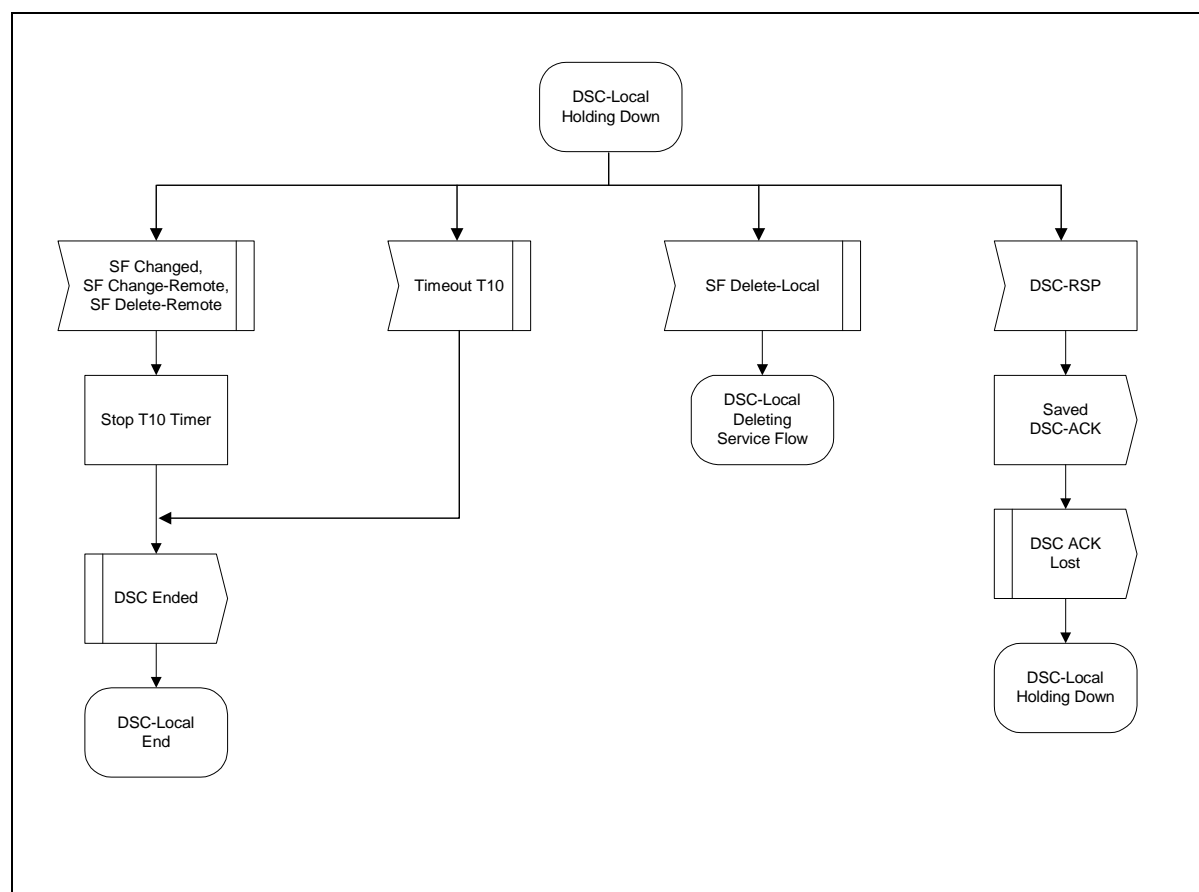 DSC-Local
Holding Down
SF Changed,
SF Change-Remote,
SF Delete-Remote
Timeout T10
SF Delete-Local
DSC-RSP
Stop T10 Timer
DSC-Local
Deleting
Service Flow
Saved
DSC-ACK
DSC Ended
DSC ACK
Lost
DSC-Local
End
DSC-Local
Holding Down